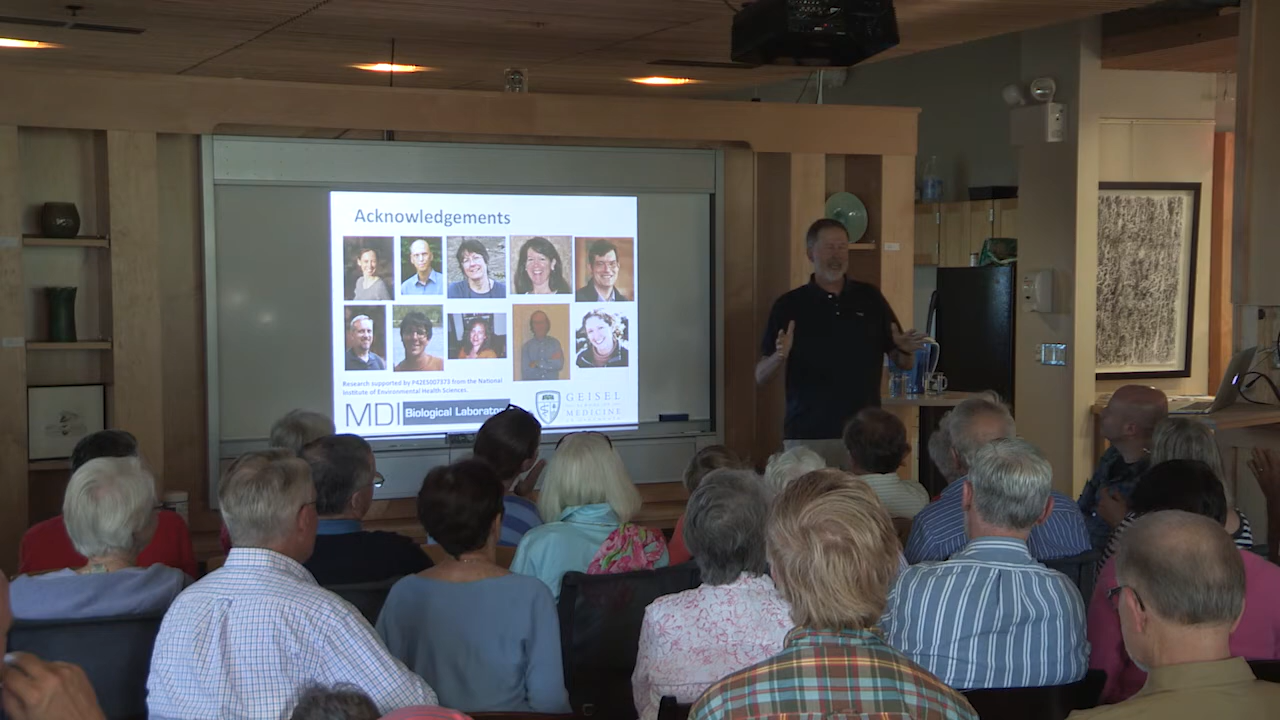 Acknowledgements
Research supported by P42ES007373 from the National
Institute of Environmental Health Sciences.
MDI Biological Laboratory
GEISEL
MEDICINE